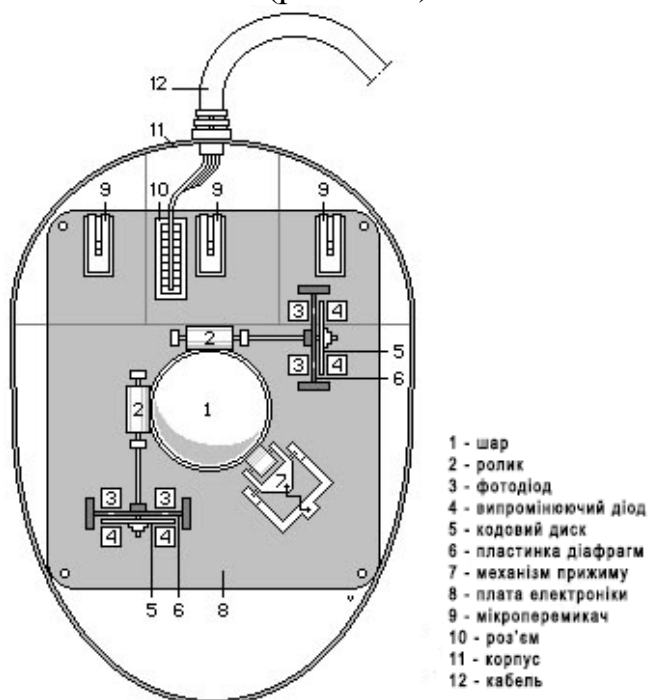 12
11
9 10 9 9
3 4
2
5
3 4
6
2 1
7
3 3
4 4
5 6 8
1 - шар
2 - ролик
3 - фотодіод
4 - випромінюючий діод
5 - кодовий диск
6 - пластинка діафрагм
7 - механізм прижиму
8 - плата електроніки
9 - мікроперемикач
10 - роз'єм
11 - корпус
12 - кабель